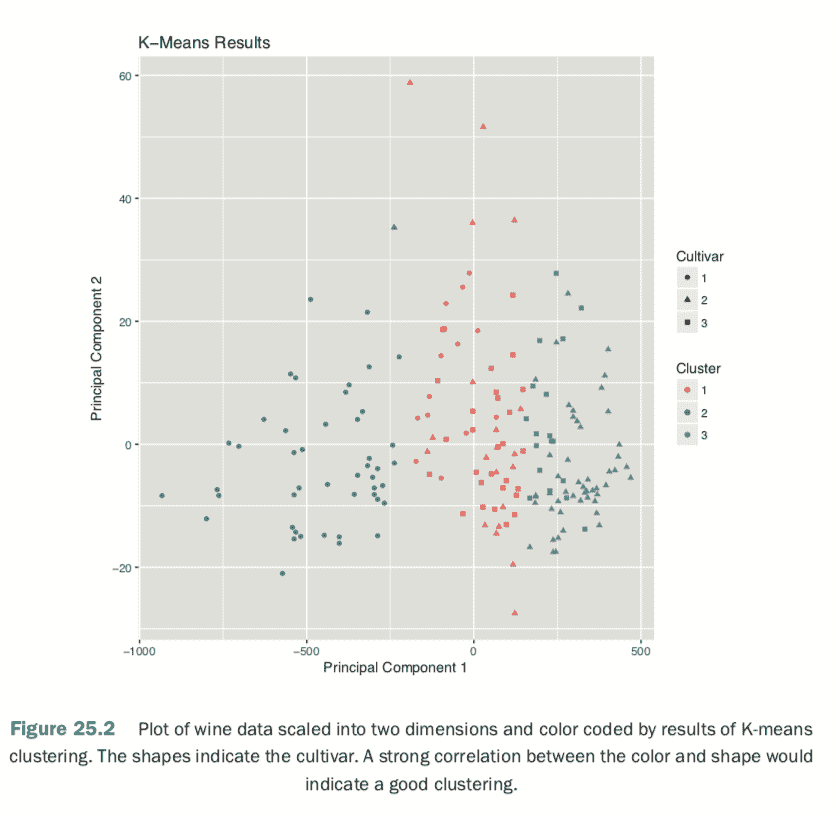 K−Means Results
60
40
20
0
−20
Principal Component 2
−1000
−500
0
500
Principal Component 1
Cultivar
1
2
3
Cluster
1
2
3
Figure 25.2 Plot of wine data scaled into two dimensions and color coded by results of K-means
clustering. The shapes indicate the cultivar. A strong correlation between the color and shape would
indicate a good clustering.